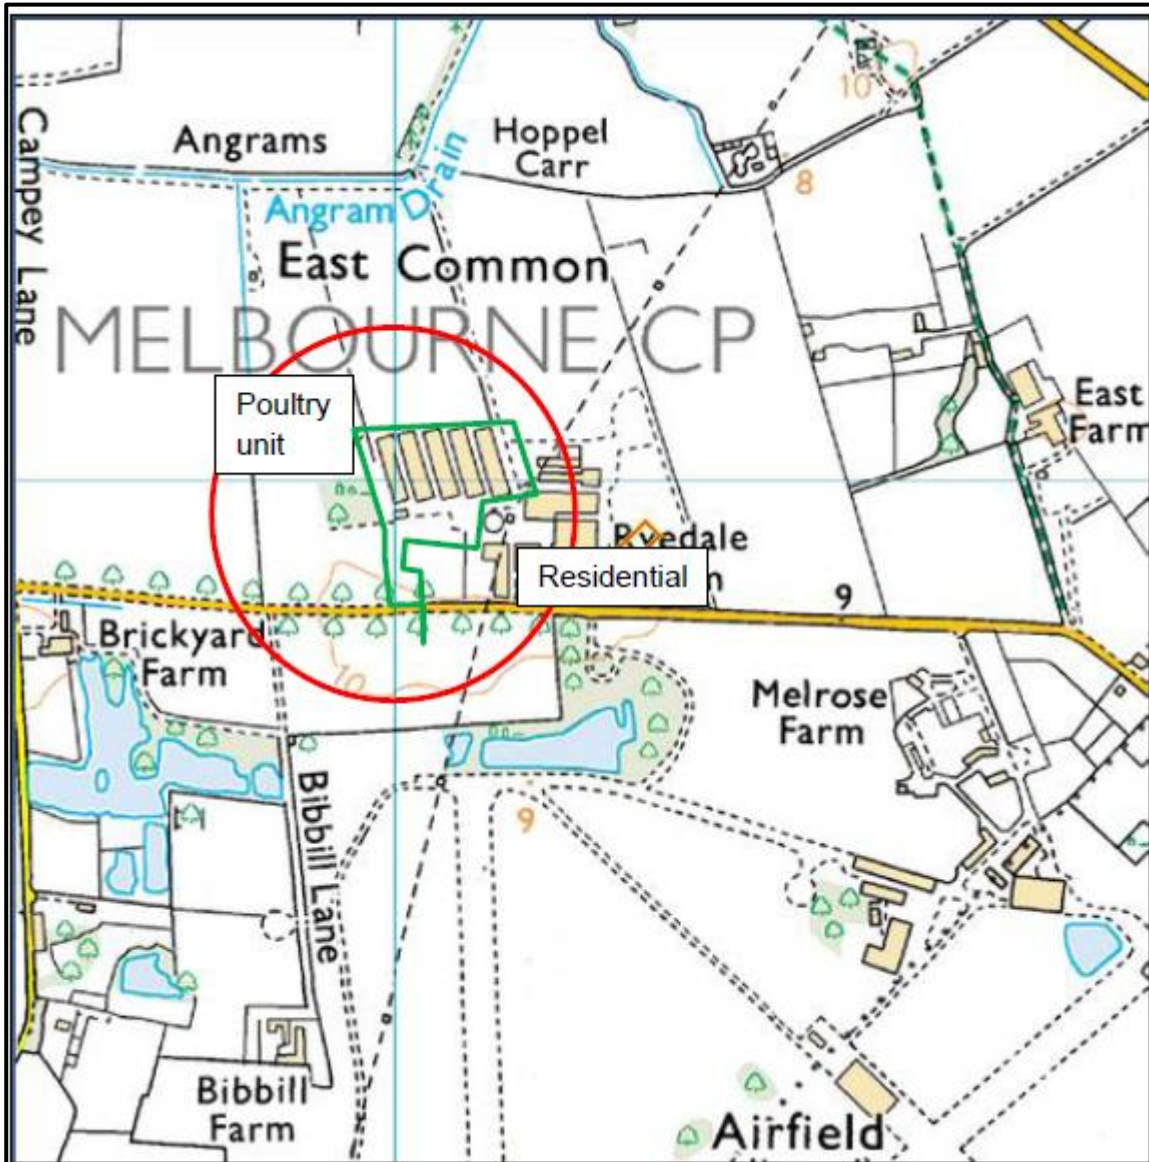 10
Angrams
Hoppel
Carr
8
Campey Lane
Angram Drain
East Common
MELBOURNE CP
Poultry
unit
East
Farm
Residential
9
Brickyard
Farm
10
Melrose
Farm
Bibbill Lane
9
Bibbill
Farm
Airfield